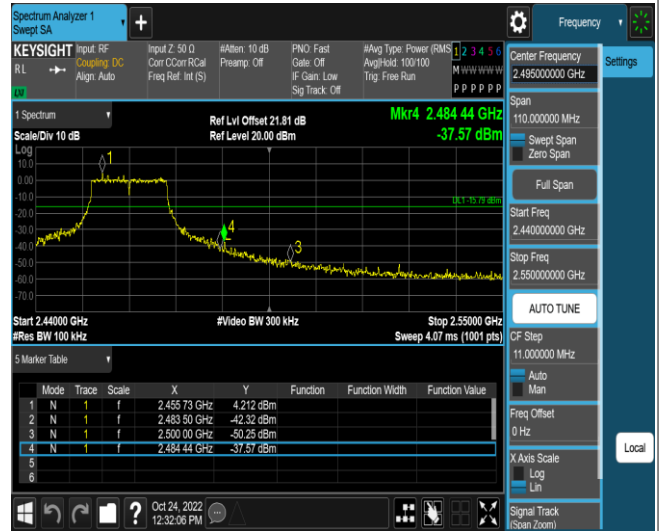 Spectrum Analyzer 1
Swept SA
Frequency
KEYSIGHT
RL
LXI
Input: RF
Coupling: DC
Align: Auto
Input Z: 50 Ω
Corr CCorr RCal
Freq Ref: Int (S)
#Atten: 10 dB
Preamp: Off
PNO: Fast
Gate: Off
IF Gain: Low
Sig Track: Off
#Avg Type: Power (RMS
Avg|Hold: 100/100
Trig: Free Run
1 2 3 4 5 6
M W W W W W
P P P P P P
1 Spectrum
Scale/Div 10 dB
Ref Lvl Offset 21.81 dB
Ref Level 20.00 dBm
Mkr4 2.484 44 GHz
-37.57 dBm
Log
10.0
0.00
-10.0
-20.0
-30.0
-40.0
-50.0
-60.0
-70.0
1
4
3
DL1 -15.79 dBm
Start 2.44000 GHz
#Video BW 300 kHz
Stop 2.55000 GHz
#Res BW 100 kHz
Sweep 4.07 ms (1001 pts)
5 Marker Table
Mode Trace Scale X Y Function Function Width Function Value
1 N 1 f 2.455 73 GHz 4.212 dBm
2 N 1 f 2.483 50 GHz -42.32 dBm
3 N 1 f 2.500 00 GHz -50.25 dBm
4 N 1 f 2.484 44 GHz -37.57 dBm
5
6
?
Oct 24, 2022
12:32:06 PM
Center Frequency
2.495000000 GHz
Settings
Span
110.000000 MHz
Swept Span
Zero Span
Full Span
Start Freq
2.440000000 GHz
Stop Freq
2.550000000 GHz
AUTO TUNE
CF Step
11.000000 MHz
Auto
Man
Freq Offset
0 Hz
Local
X Axis Scale
Log
Lin
Signal Track
(Span Zoom)